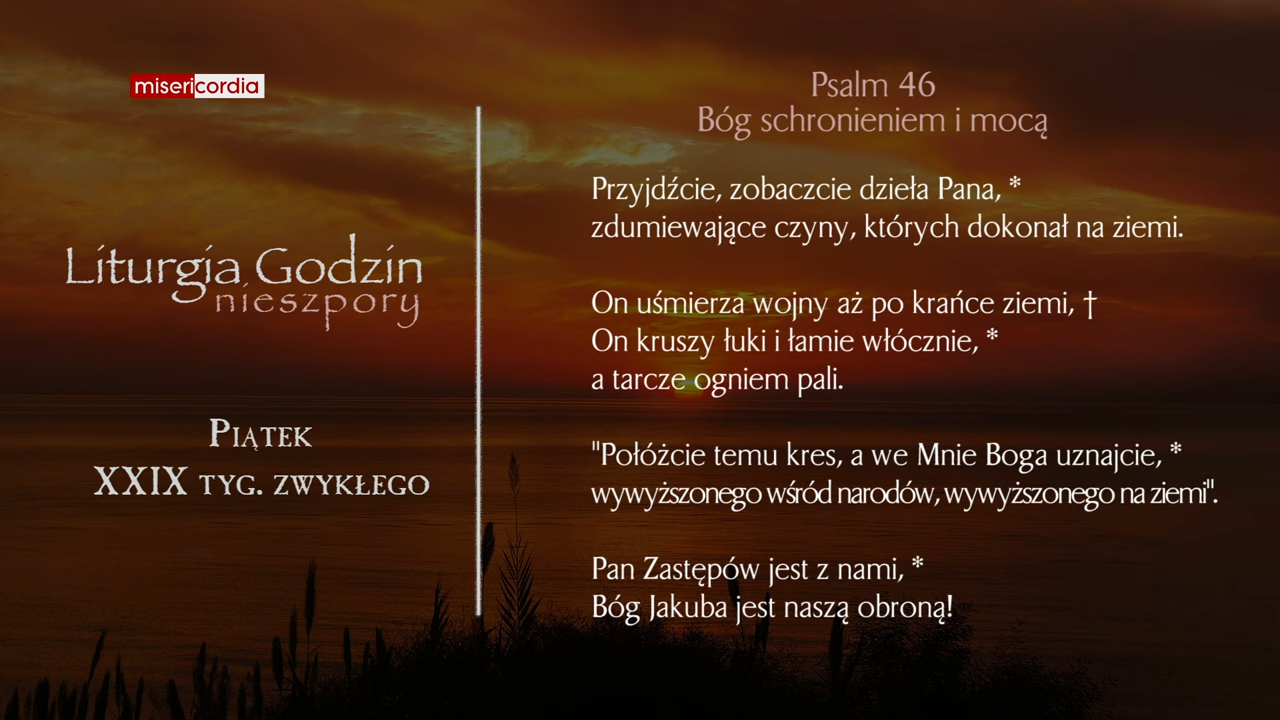 misericordia
Liturgia Godzin
nieszpory
Piątek
XXIX tyg. zwykłego
Psalm 46
Bóg schronieniem i mocą
Przyjdźcie, zobaczcie dzieła Pana, *
zdumiewające czyny, których dokonał na ziemi.
On uśmierza wojny aż po krańce ziemi, †
On kruszy łuki i łamie włócznie, *
a tarcze ogniem pali.
"Połóżcie temu kres, a we Mnie Boga uznajcie, *
wywyższonego wśród narodów, wywyższonego na ziemi".
Pan Zastępów jest z nami, *
Bóg Jakuba jest naszą obroną!